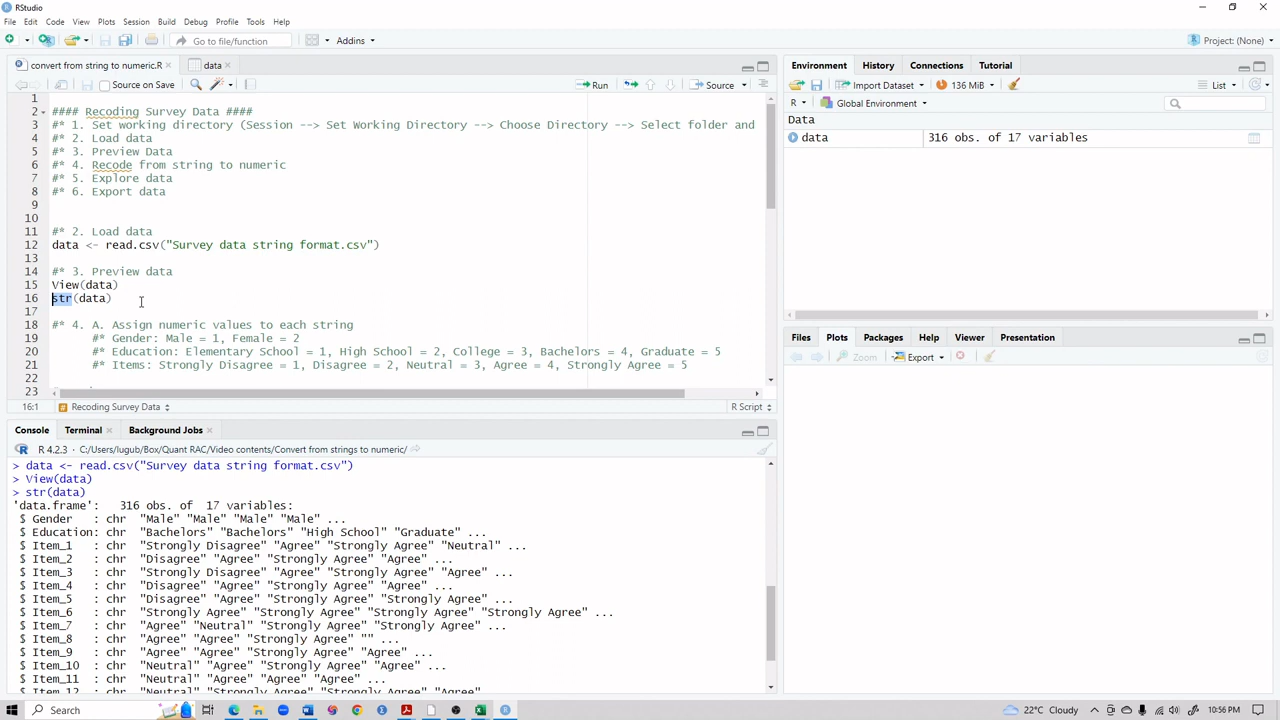 RStudio
File Edit Code View Plots Session Build Debug Profile Tools Help
Go to file/function
Addins
Project: (None)
convert from string to numeric.R
data
Source on Save
Run
Source
1
2 #### Recoding Survey Data ####
3 #* 1. Set working directory (Session --> Set Working Directory --> Choose Directory --> Select folder and
4 #* 2. Load data
5 #* 3. Preview Data
6 #* 4. Recode from string to numeric
7 #* 5. Explore data
8 #* 6. Export data
9
10
11 #* 2. Load data
12 data <- read.csv("Survey data string format.csv")
13
14 #* 3. Preview data
15 View(data)
16 str(data)
17
18 #* 4. A. Assign numeric values to each string
19 #** Gender: Male = 1, Female = 2
20 #** Education: Elementary School = 1, High School = 2, College = 3, Bachelors = 4, Graduate = 5
21 #** Items: Strongly Disagree = 1, Disagree = 2, Neutral = 3, Agree = 4, Strongly Agree = 5
22
23
16:1 Recoding Survey Data
R Script
Console Terminal Background Jobs
R 4.2.3 · C:/Users/lugub/Box/Quant RAC/Video contents/Convert from strings to numeric/
> data <- read.csv("Survey data string format.csv")
> View(data)
> str(data)
'data.frame': 316 obs. of 17 variables:
$ Gender : chr "Male" "Male" "Male" "Male" ...
$ Education: chr "Bachelors" "Bachelors" "High School" "Graduate" ...
$ Item_1 : chr "Strongly Disagree" "Agree" "Strongly Agree" "Neutral" ...
$ Item_2 : chr "Disagree" "Agree" "Strongly Agree" "Agree" ...
$ Item_3 : chr "Strongly Disagree" "Agree" "Strongly Agree" "Agree" ...
$ Item_4 : chr "Disagree" "Agree" "Strongly Agree" "Agree" ...
$ Item_5 : chr "Disagree" "Agree" "Strongly Agree" "Strongly Agree" ...
$ Item_6 : chr "Strongly Agree" "Strongly Agree" "Strongly Agree" "Strongly Agree" ...
$ Item_7 : chr "Agree" "Neutral" "Strongly Agree" "Strongly Agree" ...
$ Item_8 : chr "Agree" "Agree" "Strongly Agree" "" ...
$ Item_9 : chr "Agree" "Agree" "Strongly Agree" "Agree" ...
$ Item_10 : chr "Neutral" "Agree" "Strongly Agree" "Agree" ...
$ Item_11 : chr "Neutral" "Agree" "Agree" "Agree" ...
$ Item_12 : chr "Neutral" "Strongly Agree" "Strongly Agree" "Agree"
Environment History Connections Tutorial
Import Dataset 136 MiB List
R Global Environment
Data
data 316 obs. of 17 variables
Files Plots Packages Help Viewer Presentation
Zoom Export
Search
22°C Cloudy
10:56 PM